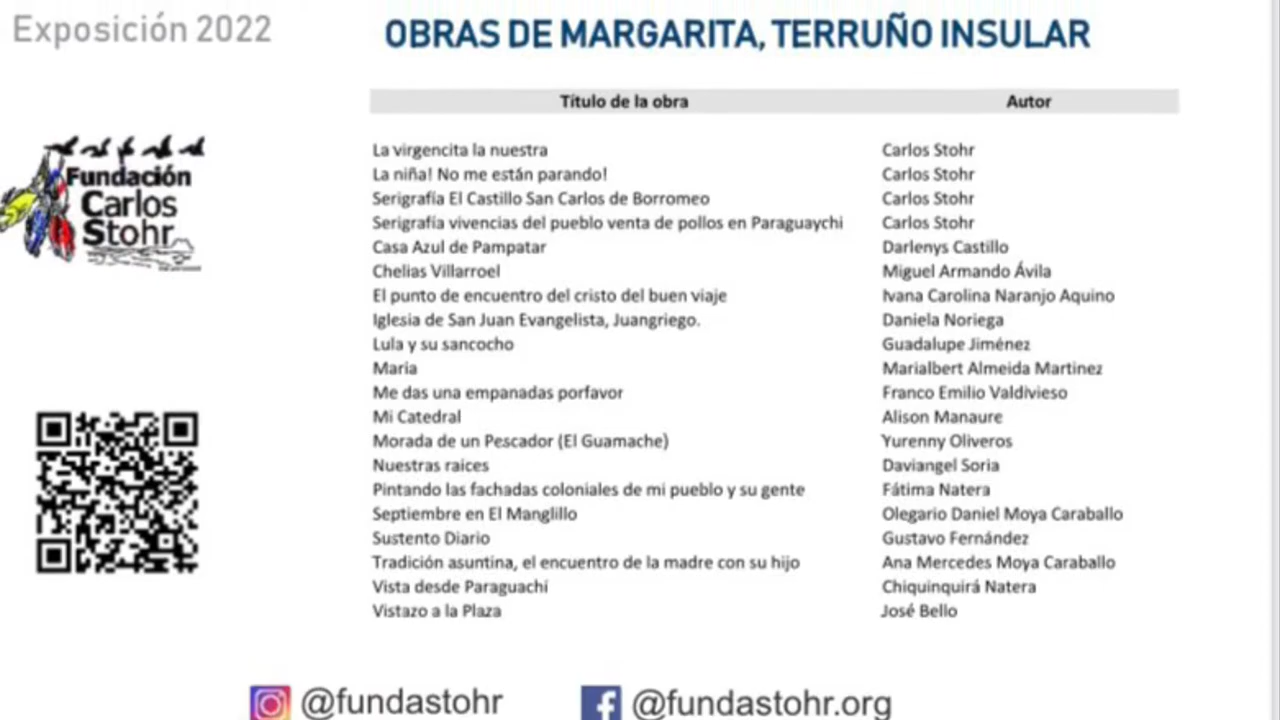 Exposición 2022
OBRAS DE MARGARITA, TERRUÑO INSULAR
Título de la obra Autor
Fundación
Carlos
Stohr
La virgencita la nuestra Carlos Stohr
La niña! No me están parando! Carlos Stohr
Serigrafía El Castillo San Carlos de Borromeo Carlos Stohr
Serigrafía vivencias del pueblo venta de pollos en Paraguaychi Carlos Stohr
Casa Azul de Pampatar Darlenys Castillo
Chelias Villarroel Miguel Armando Ávila
El punto de encuentro del cristo del buen viaje Ivana Carolina Naranjo Aquino
Iglesia de San Juan Evangelista, Juangriego. Daniela Noriega
Lula y su sancocho Guadalupe Jiménez
María Marialbert Almeida Martinez
Me das una empanadas porfavor Franco Emilio Valdivieso
Mi Catedral Alison Manaure
Morada de un Pescador (El Guamache) Yurenny Oliveros
Nuestras raíces Daviangel Soria
Pintando las fachadas coloniales de mi pueblo y su gente Fátima Natera
Septiembre en El Manglillo Olegario Daniel Moya Caraballo
Sustento Diario Gustavo Fernández
Tradición asuntina, el encuentro de la madre con su hijo Ana Mercedes Moya Caraballo
Vista desde Paraguachí Chiquinquirá Natera
Vistazo a la Plaza José Bello
@fundastohr @fundastohr.org